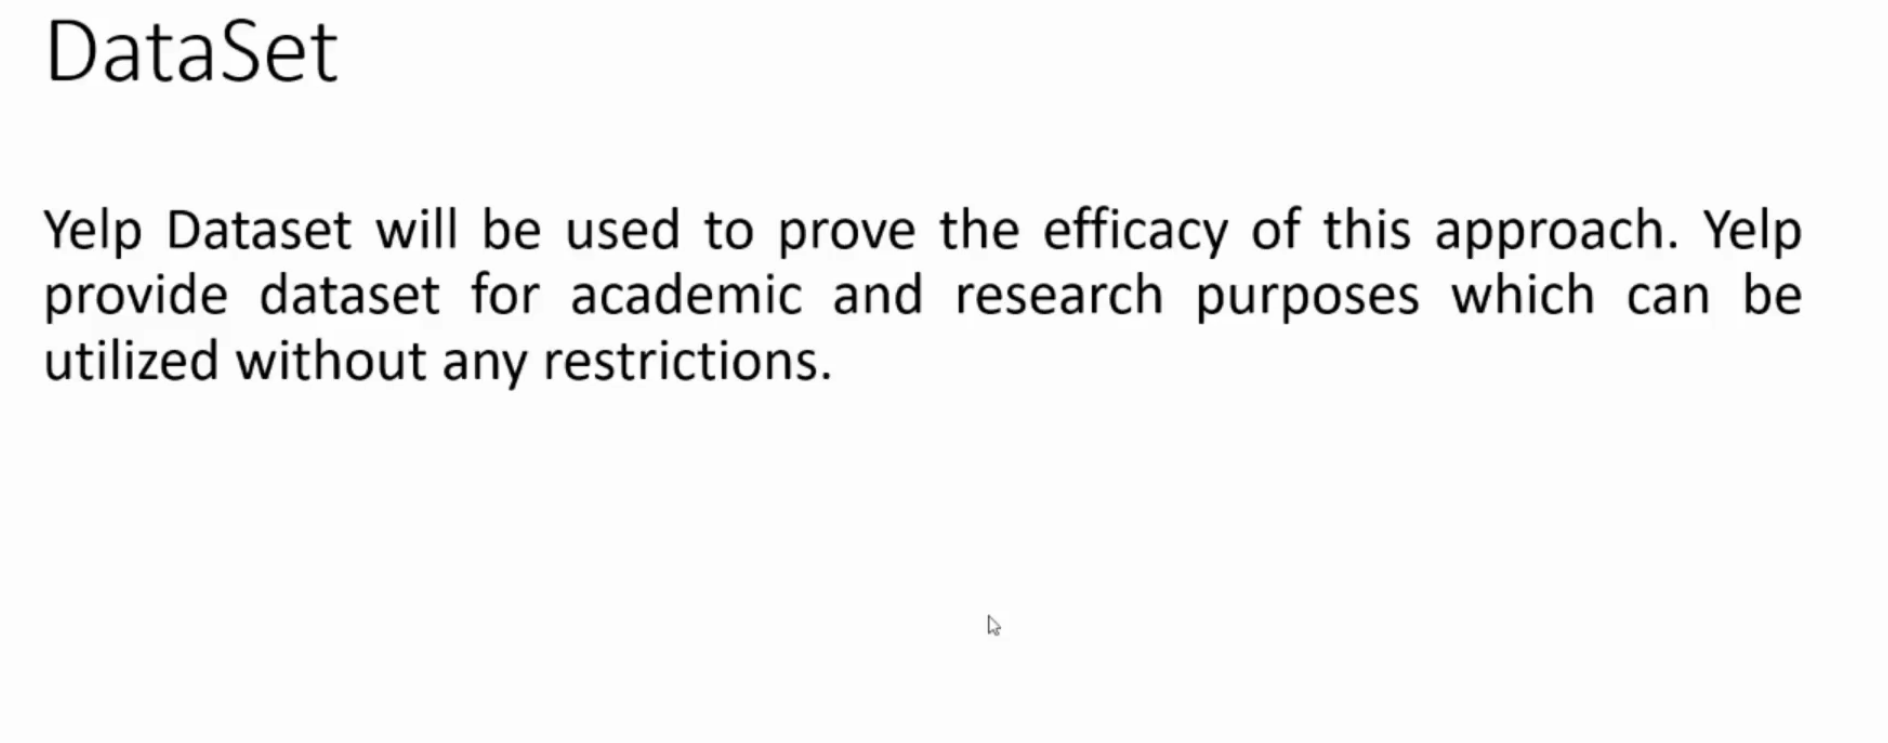 DataSet
Yelp Dataset will be used to prove the efficacy of this approach. Yelp
provide dataset for academic and research purposes which can be
utilized without any restrictions.